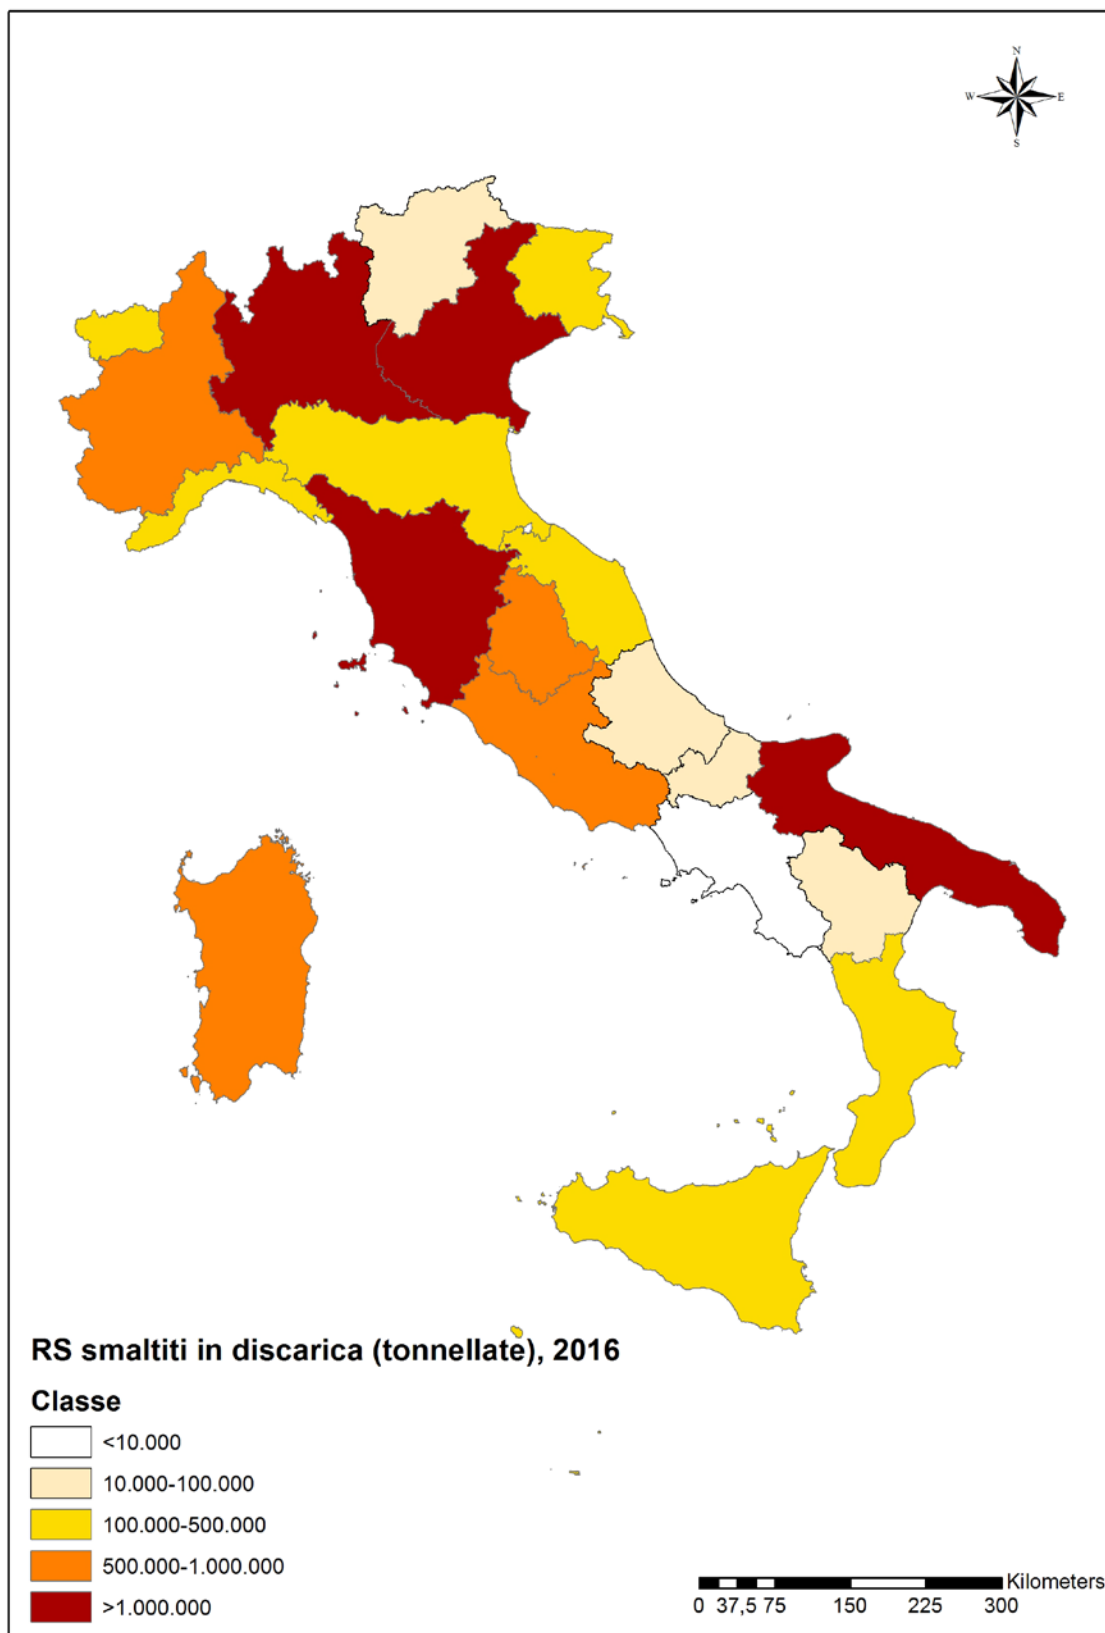 N
W E
S
RS smaltiti in discarica (tonnellate), 2016
Classe
<10.000
10.000-100.000
100.000-500.000
500.000-1.000.000
>1.000.000
Kilometers
0 37,5 75 150 225 300